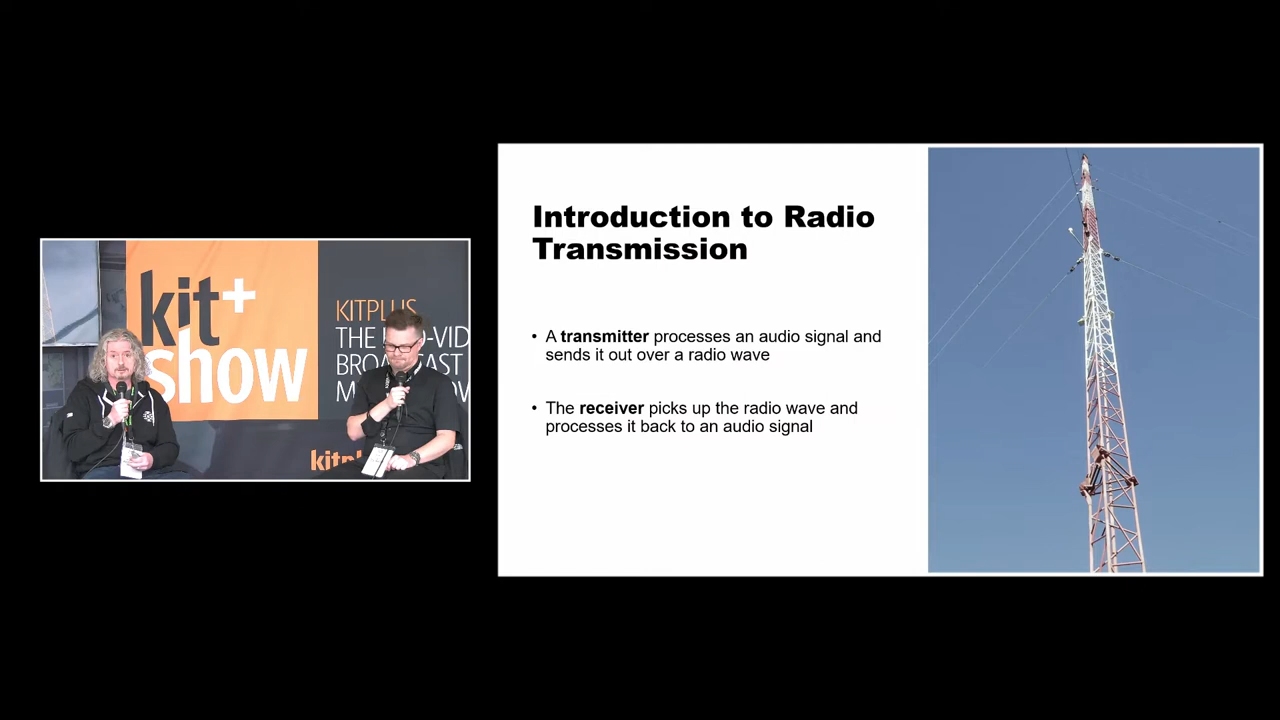 kit+
show
KITPLUS
THE
BROADCAST
Introduction to Radio
Transmission
• A transmitter processes an audio signal and
sends it out over a radio wave
• The receiver picks up the radio wave and
processes it back to an audio signal